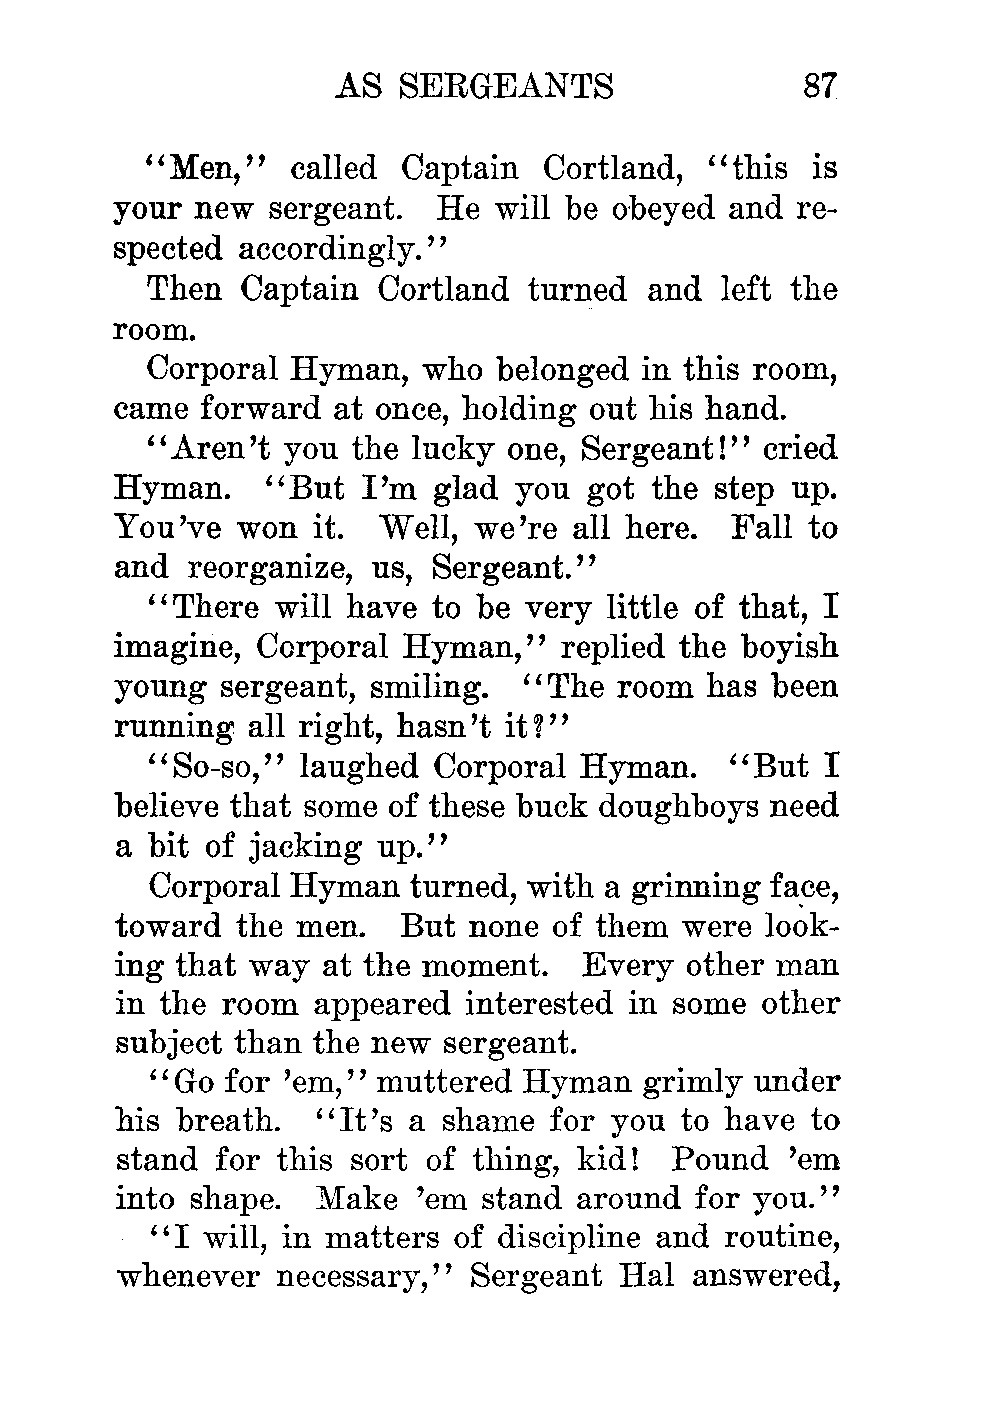 AS SERGEANTS 87
“Men,” called Captain Cortland, “this is
your new sergeant. He will be obeyed and re-
spected accordingly.”
Then Captain Cortland turned and left the
room.
Corporal Hyman, who belonged in this room,
came forward at once, holding out his hand.
“Aren’t you the lucky one, Sergeant!” cried
Hyman. “But I’m glad you got the step up.
You’ve won it. Well, we’re all here. Fall to
and reorganize, us, Sergeant.”
“There will have to be very little of that, I
imagine, Corporal Hyman,” replied the boyish
young sergeant, smiling. “The room has been
running all right, hasn’t it?”
“So-so,” laughed Corporal Hyman. “But I
believe that some of these buck doughboys need
a bit of jacking up.”
Corporal Hyman turned, with a grinning face,
toward the men. But none of them were look-
ing that way at the moment. Every other man
in the room appeared interested in some other
subject than the new sergeant.
“Go for ’em,” muttered Hyman grimly under
his breath. “It’s a shame for you to have to
stand for this sort of thing, kid! Pound ’em
into shape. Make ’em stand around for you.”
“I will, in matters of discipline and routine,
whenever necessary,” Sergeant Hal answered,